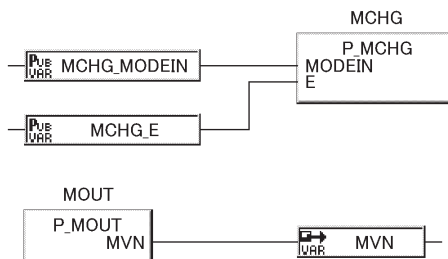 MCHG
PUB VAR MCHG_MODEIN
P_MCHG
MODEIN
E
PUB VAR MCHG_E
MOUT
P_MOUT
MVN
VAR MVN